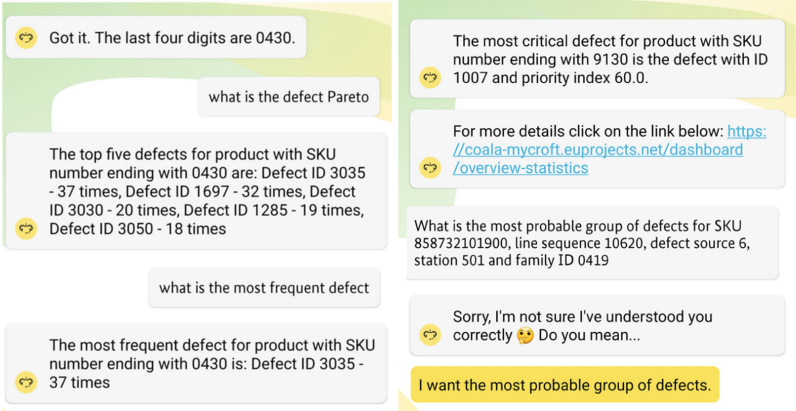 Got it. The last four digits are 0430.
what is the defect Pareto
The top five defects for product with SKU
number ending with 0430 are: Defect ID 3035
- 37 times, Defect ID 1697 - 32 times, Defect
ID 3030 - 20 times, Defect ID 1285 - 19 times,
Defect ID 3050 - 18 times
what is the most frequent defect
The most frequent defect for product with SKU
number ending with 0430 is: Defect ID 3035 -
37 times
The most critical defect for product with SKU
number ending with 9130 is the defect with ID
1007 and priority index 60.0.
For more details click on the link below: https:
//coala-mycroft.euprojects.net/dashboard
/overview-statistics
What is the most probable group of defects for SKU
858732101900, line sequence 10620, defect source 6,
station 501 and family ID 0419
Sorry, I'm not sure I've understood you
correctly 🤔 Do you mean...
I want the most probable group of defects.